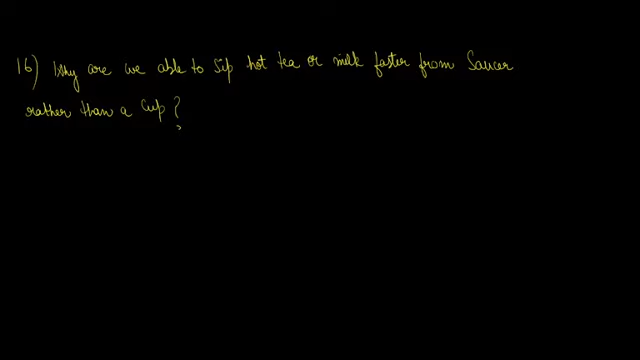 16) Why are we able to sip hot tea or milk faster from Saucer
rather than a Cup ?